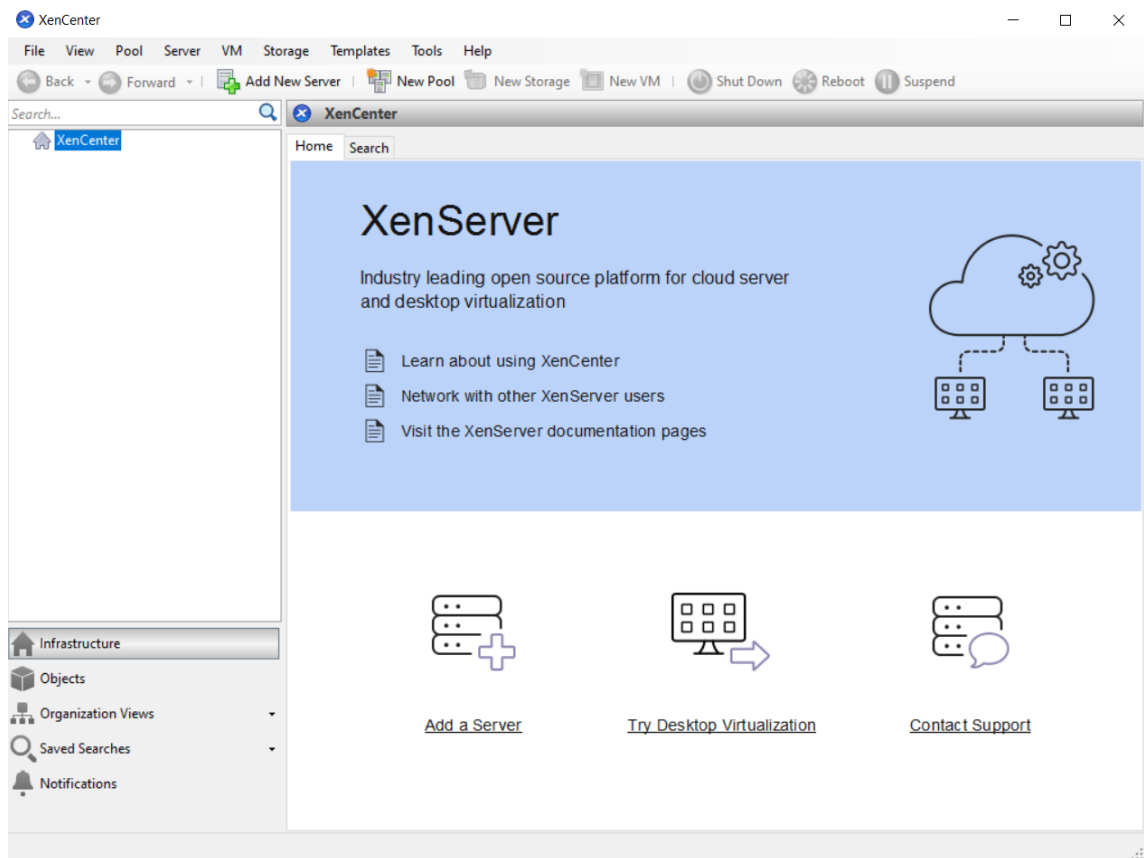 XenCenter
File View Pool Server VM Storage Templates Tools Help
Back Forward Add New Server New Pool New Storage New VM Shut Down Reboot Suspend
Search...
XenCenter
XenCenter
Home Search
XenServer
Industry leading open source platform for cloud server
and desktop virtualization
Learn about using XenCenter
Network with other XenServer users
Visit the XenServer documentation pages
Add a Server
Try Desktop Virtualization
Contact Support
Infrastructure
Objects
Organization Views
Saved Searches
Notifications